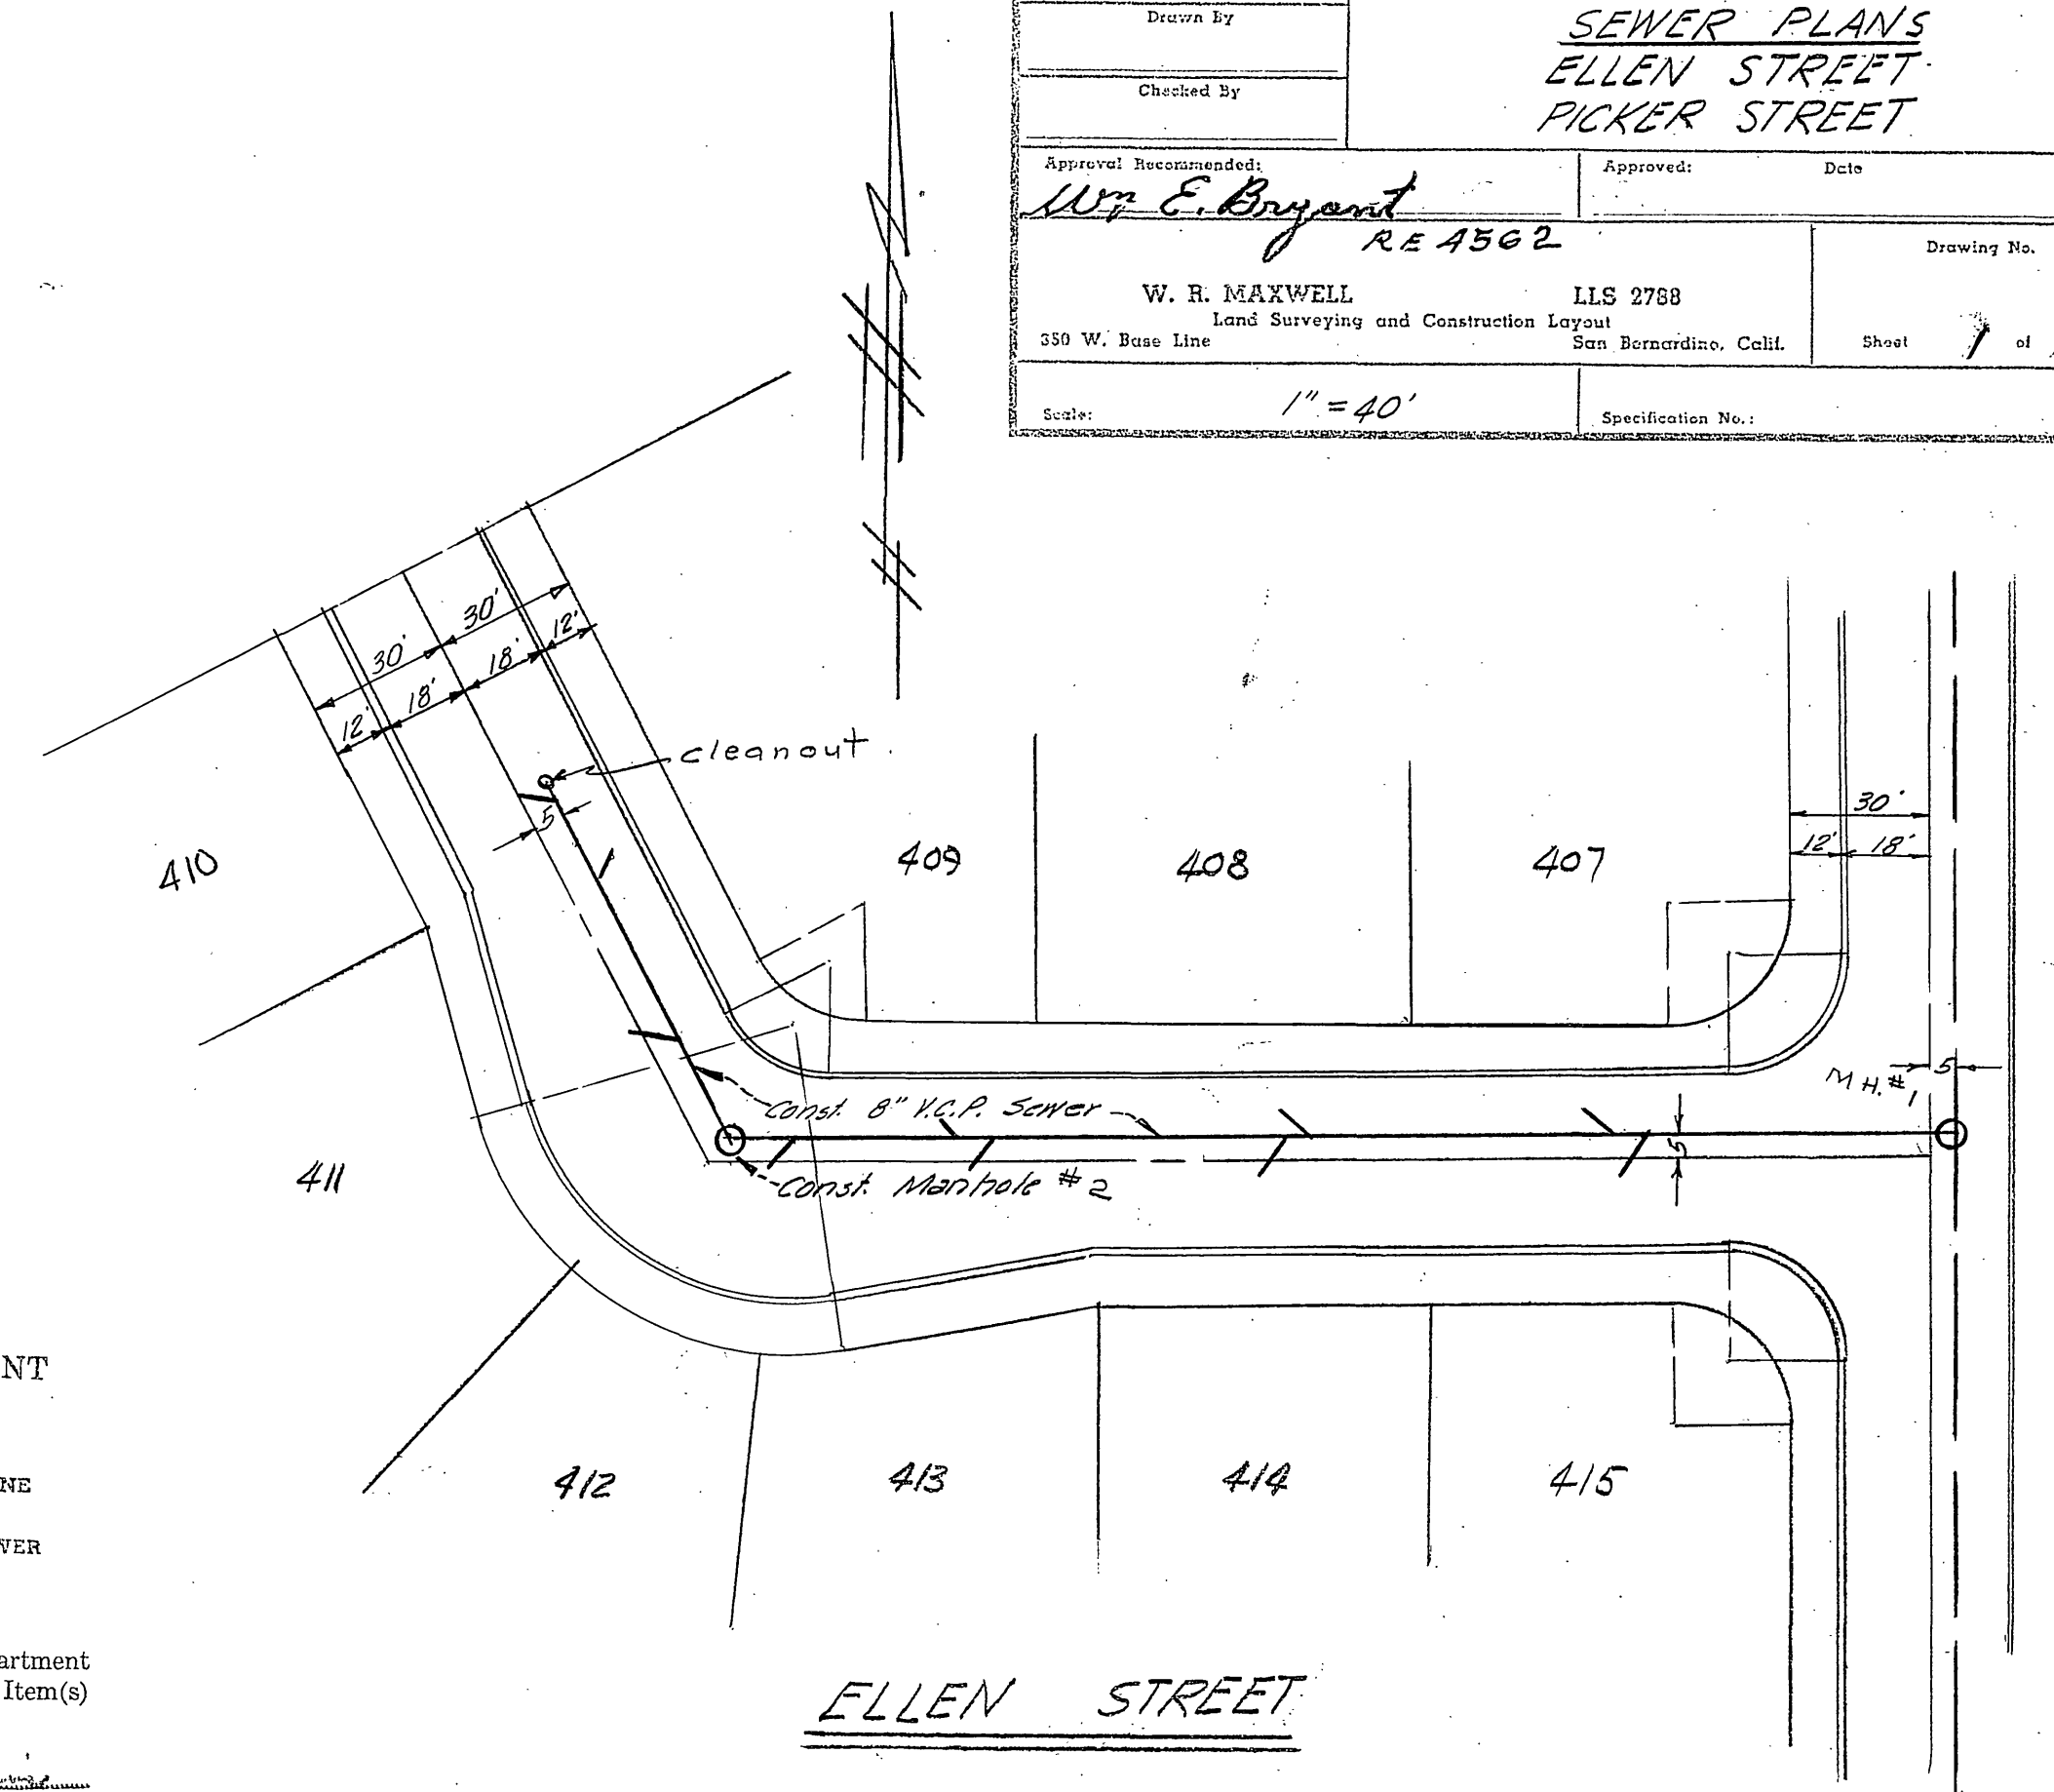 Drawn By
Checked By
SEWER PLANS
ELLEN STREET
PICKER STREET
Approval Recommended:
Wm E. Bryant
RE 4562
Approved: Date
Drawing No.
W. R. MAXWELL LLS 2788
Land Surveying and Construction Layout
350 W. Base Line San Bernardino, Calif.
Sheet 1 of
Scale: 1" = 40'
Specification No.:
30'
30'
12'
18'
18'
12'
cleanout
5
410
409
408
407
30'
12' 18'
5
M.H. #1
Const. 8" V.C.P. Sewer
5
Const. Manhole #2
411
412
413
414
415
NT
NE
VER
artment
Item(s)
ELLEN STREET